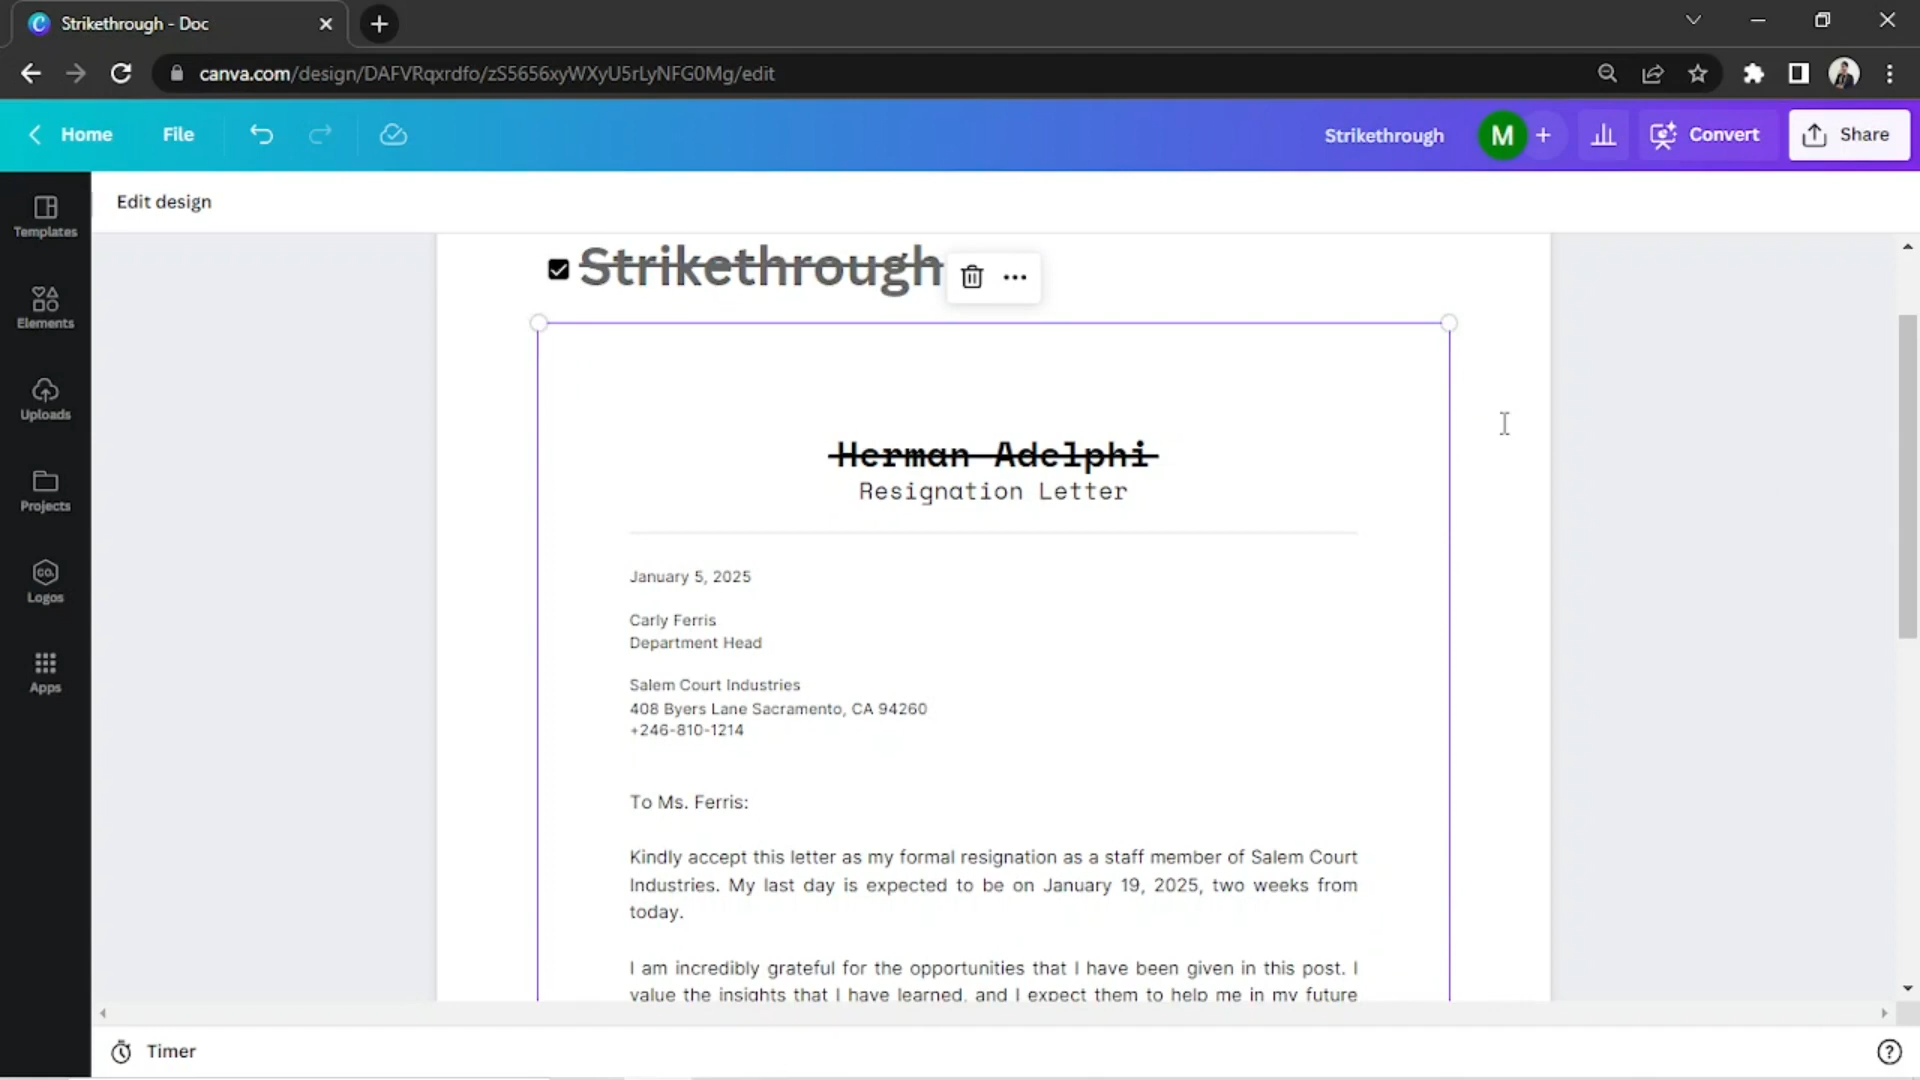 Strikethrough - Doc
canva.com/design/DAFVRqxrdfo/zS5656xyWXyU5rLyNFG0Mg/edit
Home File Strikethrough M + Convert Share
Edit design
Templates
Elements
Uploads
Projects
CO.
Logos
Apps
Strikethrough
Herman Adelphi
Resignation Letter
January 5, 2025
Carly Ferris
Department Head
Salem Court Industries
408 Byers Lane Sacramento, CA 94260
+246-810-1214
To Ms. Ferris:
Kindly accept this letter as my formal resignation as a staff member of Salem Court
Industries. My last day is expected to be on January 19, 2025, two weeks from
today.
I am incredibly grateful for the opportunities that I have been given in this post. I
value the insights that I have learned, and I expect them to help me in my future
Timer